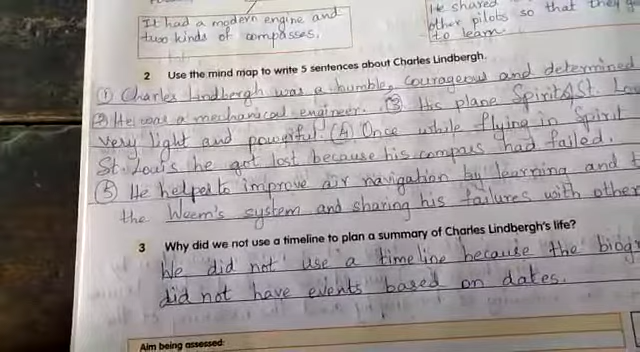 He shared
It had a modern engine and
other pilots so that they
two kinds of compasses.
to learn.
2 Use the mind map to write 5 sentences about Charles Lindbergh.
① Charles Lindbergh was a humble, courageous and determined
② He was a mechanical engineer. ③ His plane Spirit of St.
very light and powerful ④ Once while flying in Spirit
St. Louis he got lost because his compass had failed.
⑤ He helped to improve air navigation by learning and
the Weem's system and sharing his failures with other
3 Why did we not use a timeline to plan a summary of Charles Lindbergh's life?
We did not use a timeline because the
did not have events based on dates.
Aim being assessed: